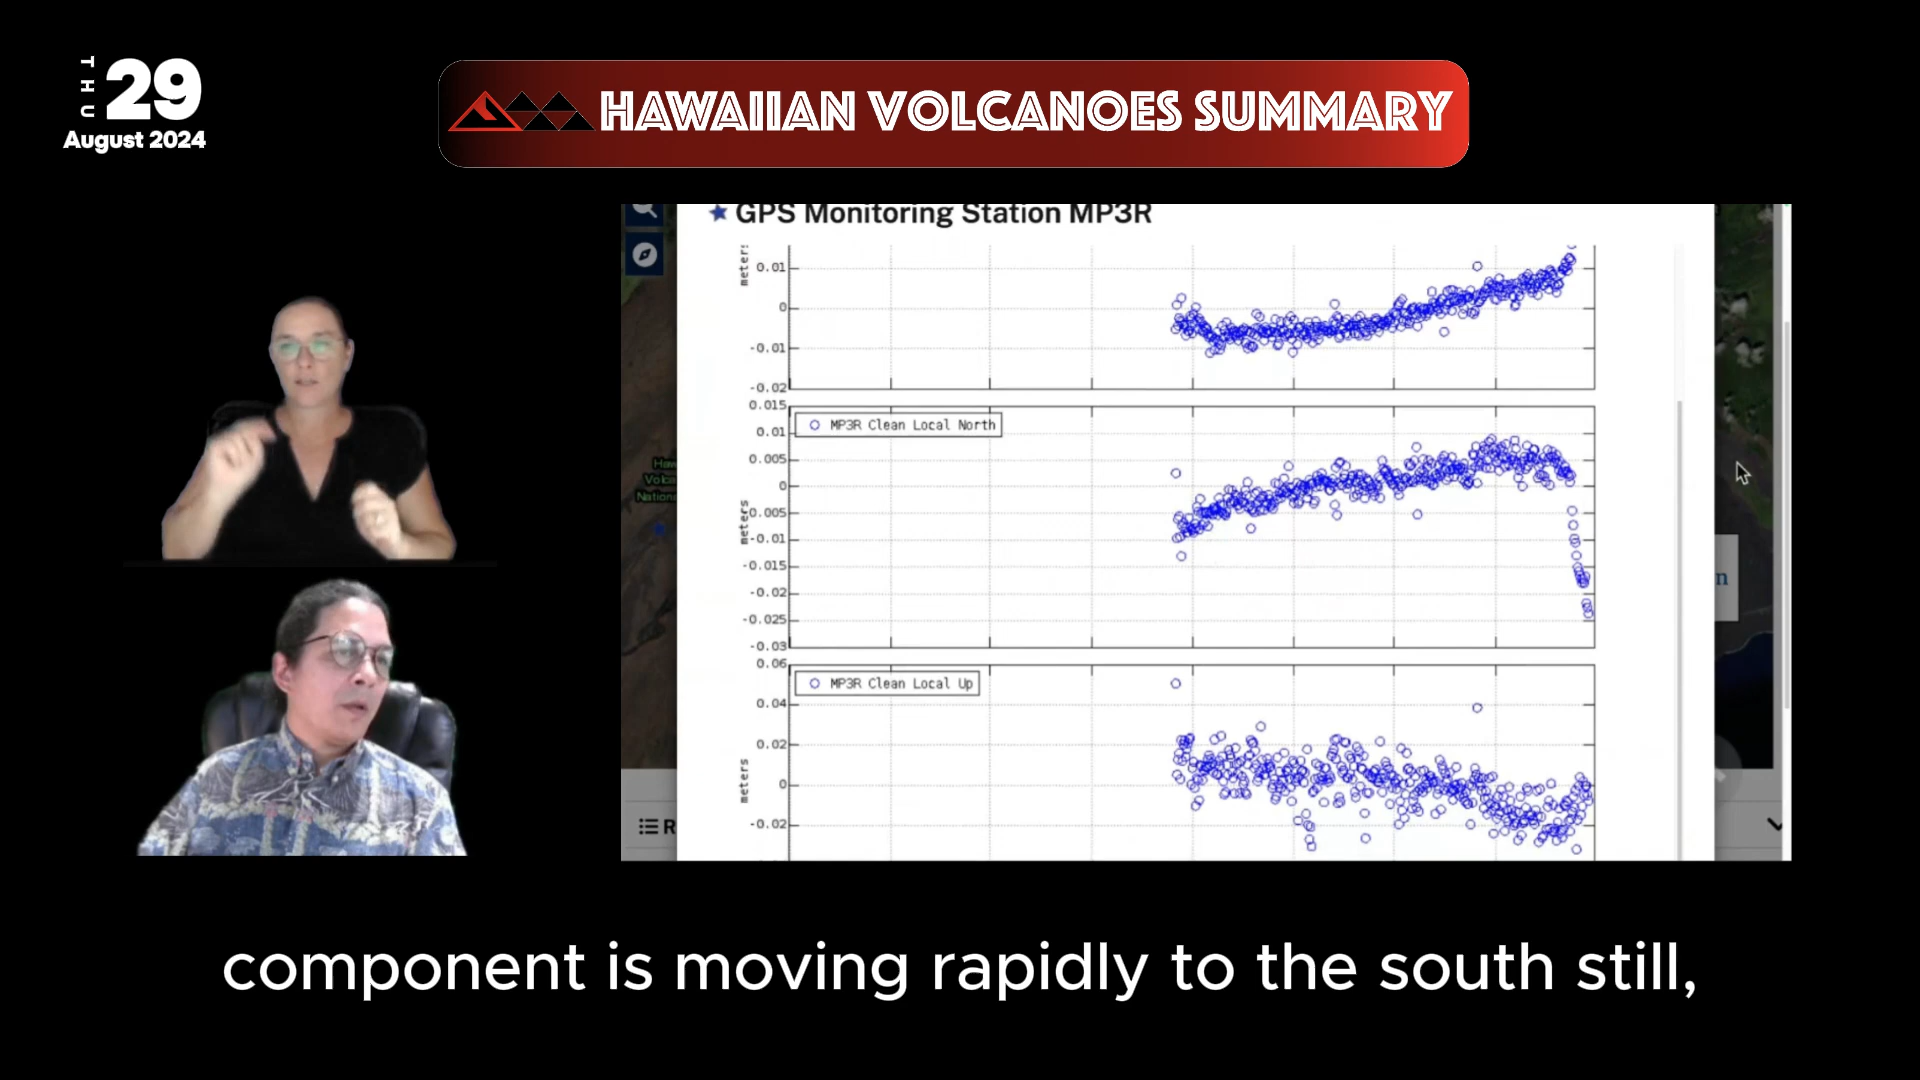 THU
29
August 2024
HAWAIIAN VOLCANOES SUMMARY
GPS Monitoring Station MP3R
meters
0.01
0
-0.01
-0.02
0.015
MP3R Clean Local North
0.01
0.005
0
0.005
-0.01
-0.015
-0.02
-0.025
-0.03
meters
0.06
MP3R Clean Local Up
0.04
0.02
0
-0.02
meters
Haw
Volca
Nationa
n
R
component is moving rapidly to the south still,